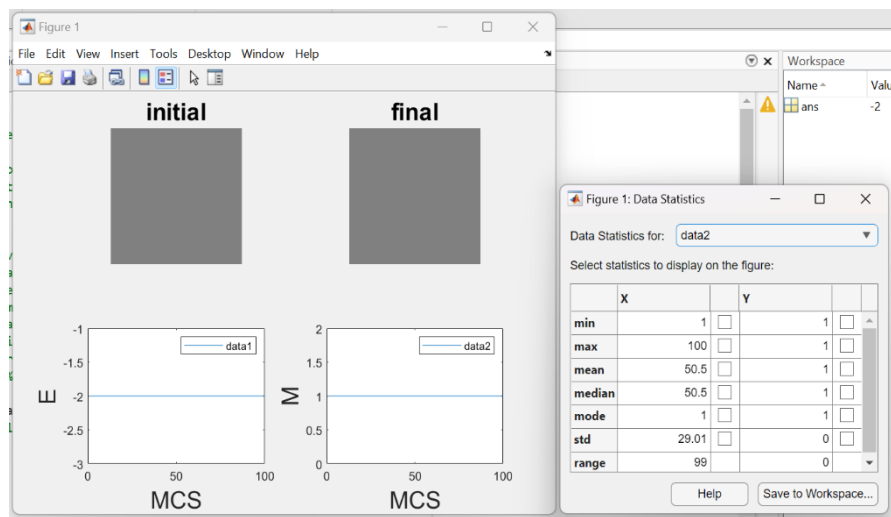 Figure 1
File Edit View Insert Tools Desktop Window Help
initial
final
-1
-1.5
-2
-2.5
-3
E
data1
0 50 100
MCS
2
1.5
1
0.5
0
M
data2
0 50 100
MCS
Workspace
Name Valu
ans -2
Figure 1: Data Statistics
Data Statistics for: data2
Select statistics to display on the figure:
X Y
min 1 1
max 100 1
mean 50.5 1
median 50.5 1
mode 1 1
std 29.01 0
range 99 0
Help Save to Workspace...